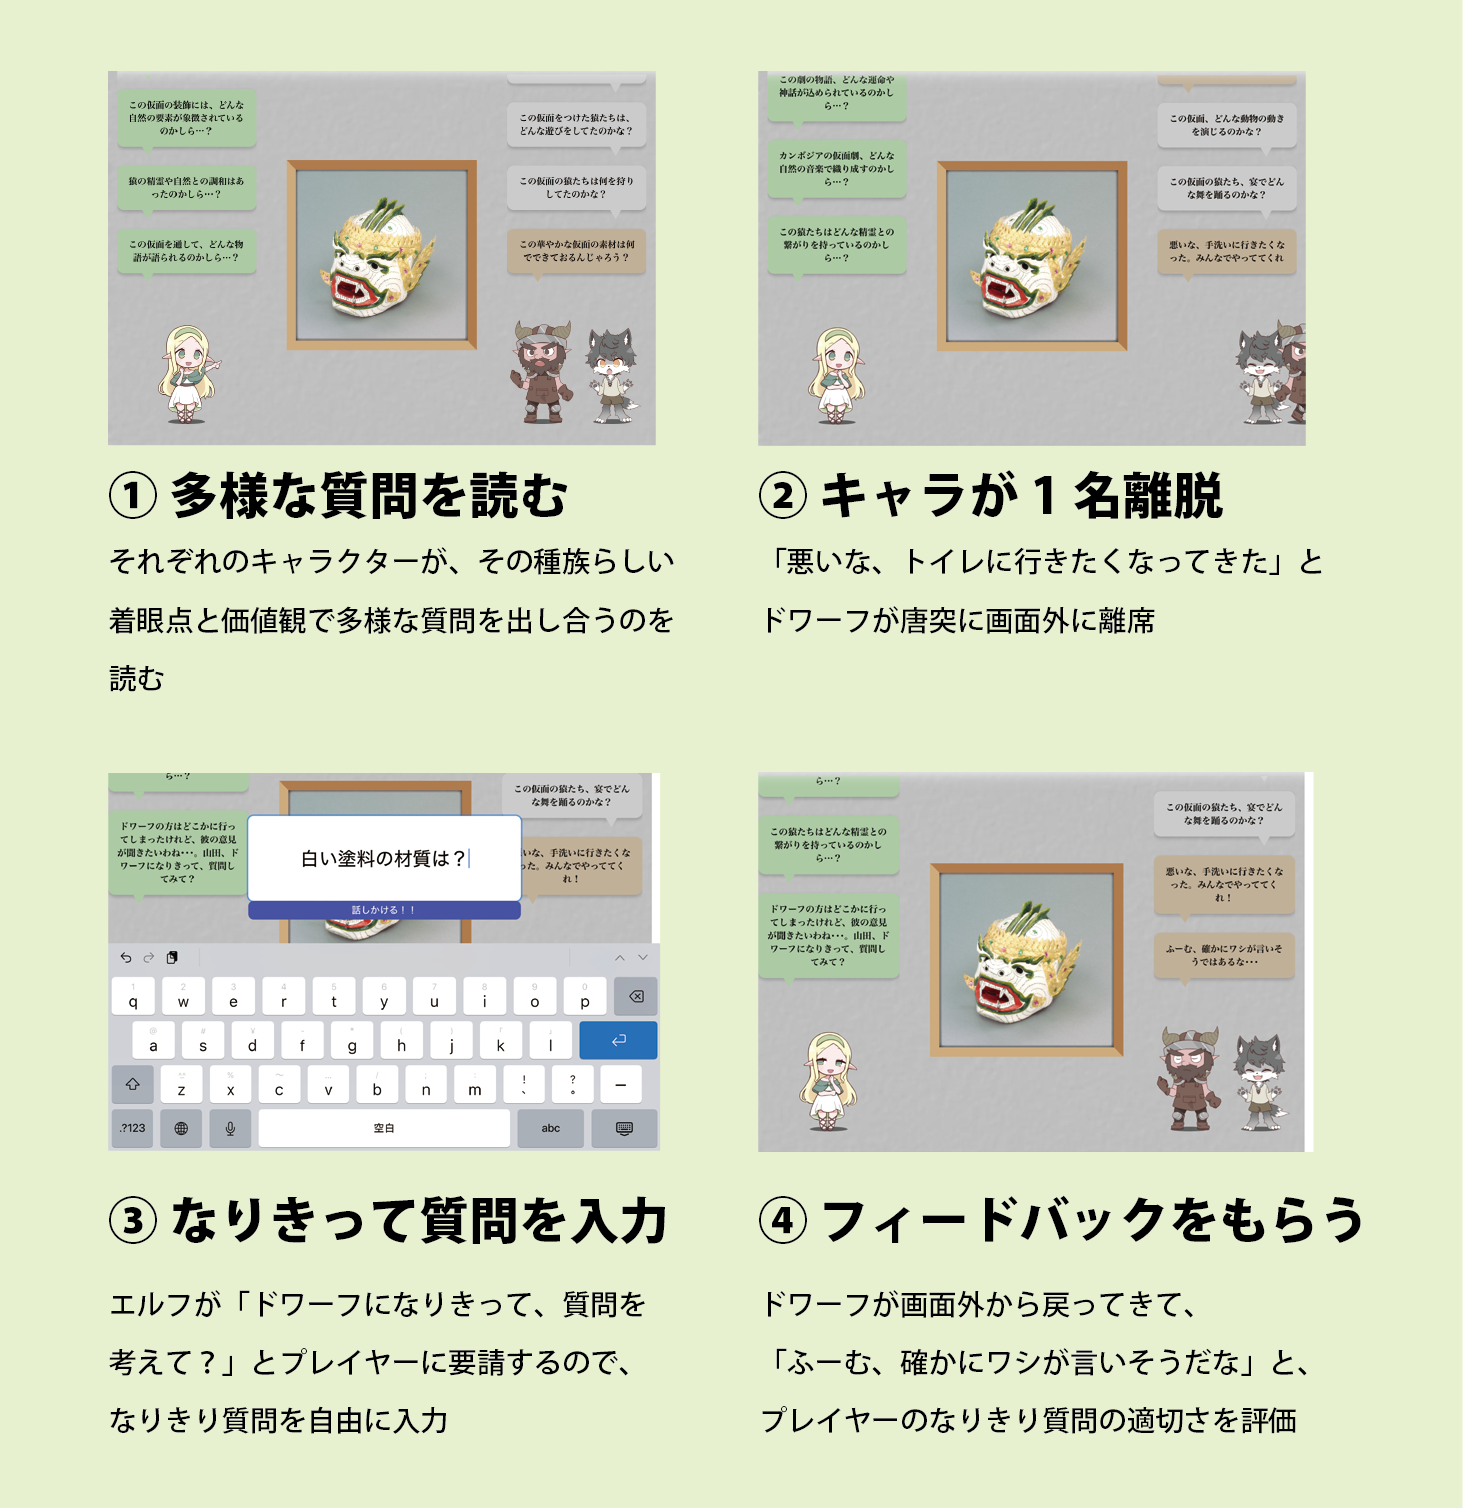 この仮面の装飾には、どんな
自然の要素が象徴されている
のかしら…？
猿の精霊や自然との調和はあ
ったのかしら…？
この仮面を通して、どんな物
語が語られるのかしら…？
この仮面をつけた猿たちは、
どんな遊びをしてたのかな？
この仮面の猿たちは何を狩り
してたのかな？
この華やかな仮面の素材は何
でできておるんじゃろう？
① 多様な質問を読む
それぞれのキャラクターが、その種族らしい
着眼点と価値観で多様な質問を出し合うのを
読む
この劇の物語、どんな運命や
神話が込められているのかし
ら…？
カンボジアの仮面劇、どんな
自然の音楽で織り成すのかし
ら…？
この猿たちはどんな精霊との
繋がりを持っているのかし
ら…？
この仮面、どんな動物の動き
を演じるのかな？
この仮面の猿たち、宴でどん
な舞を踊るのかな？
悪いな、手洗いに行きたくな
った。みんなでやっててくれ
② キャラが 1 名離脱
「悪いな、トイレに行きたくなってきた」と
ドワーフが唐突に画面外に離席
ら…？
ドワーフの方はどこかに行っ
てしまったけれど、彼の意見
が聞きたいわね･･･。山田、ド
ワーフになりきって、質問し
てみて？
この仮面の猿たち、宴でどん
な舞を踊るのかな？
いな、手洗いに行きたくな
った。みんなでやっててく
れ！
白い塗料の材質は？
話しかける！！
1 2 3 4 5 6 7 8 9 0
q w e r t y u i o p
@ # ¥ - * ( ) 「 」
a s d f g h j k l
z x c v b n m ! 、 ? 。 ー
.?123 空白 abc
③ なりきって質問を入力
エルフが「ドワーフになりきって、質問を
考えて？」とプレイヤーに要請するので、
なりきり質問を自由に入力
ら…？
この猿たちはどんな精霊との
繋がりを持っているのかし
ら…？
ドワーフの方はどこかに行っ
てしまったけれど、彼の意見
が聞きたいわね･･･。山田、ド
ワーフになりきって、質問し
てみて？
この仮面の猿たち、宴でどん
な舞を踊るのかな？
悪いな、手洗いに行きたくな
った。みんなでやっててく
れ！
ふーむ、確かにワシが言いそ
うではあるな･･･
④ フィードバックをもらう
ドワーフが画面外から戻ってきて、
「ふーむ、確かにワシが言いそうだな」と、
プレイヤーのなりきり質問の適切さを評価